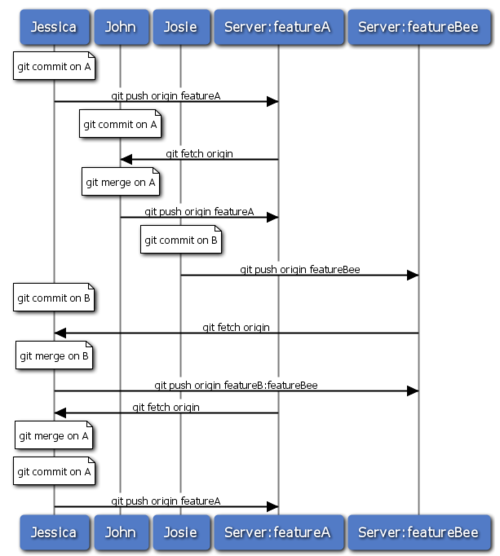 Jessica John Josie Server:featureA Server:featureBee
git commit on A
git push origin featureA
git commit on A
git fetch origin
git merge on A
git push origin featureA
git commit on B
git push origin featureBee
git commit on B
git fetch origin
git merge on B
git push origin featureB:featureBee
git fetch origin
git merge on A
git commit on A
git push origin featureA
Jessica John Josie Server:featureA Server:featureBee